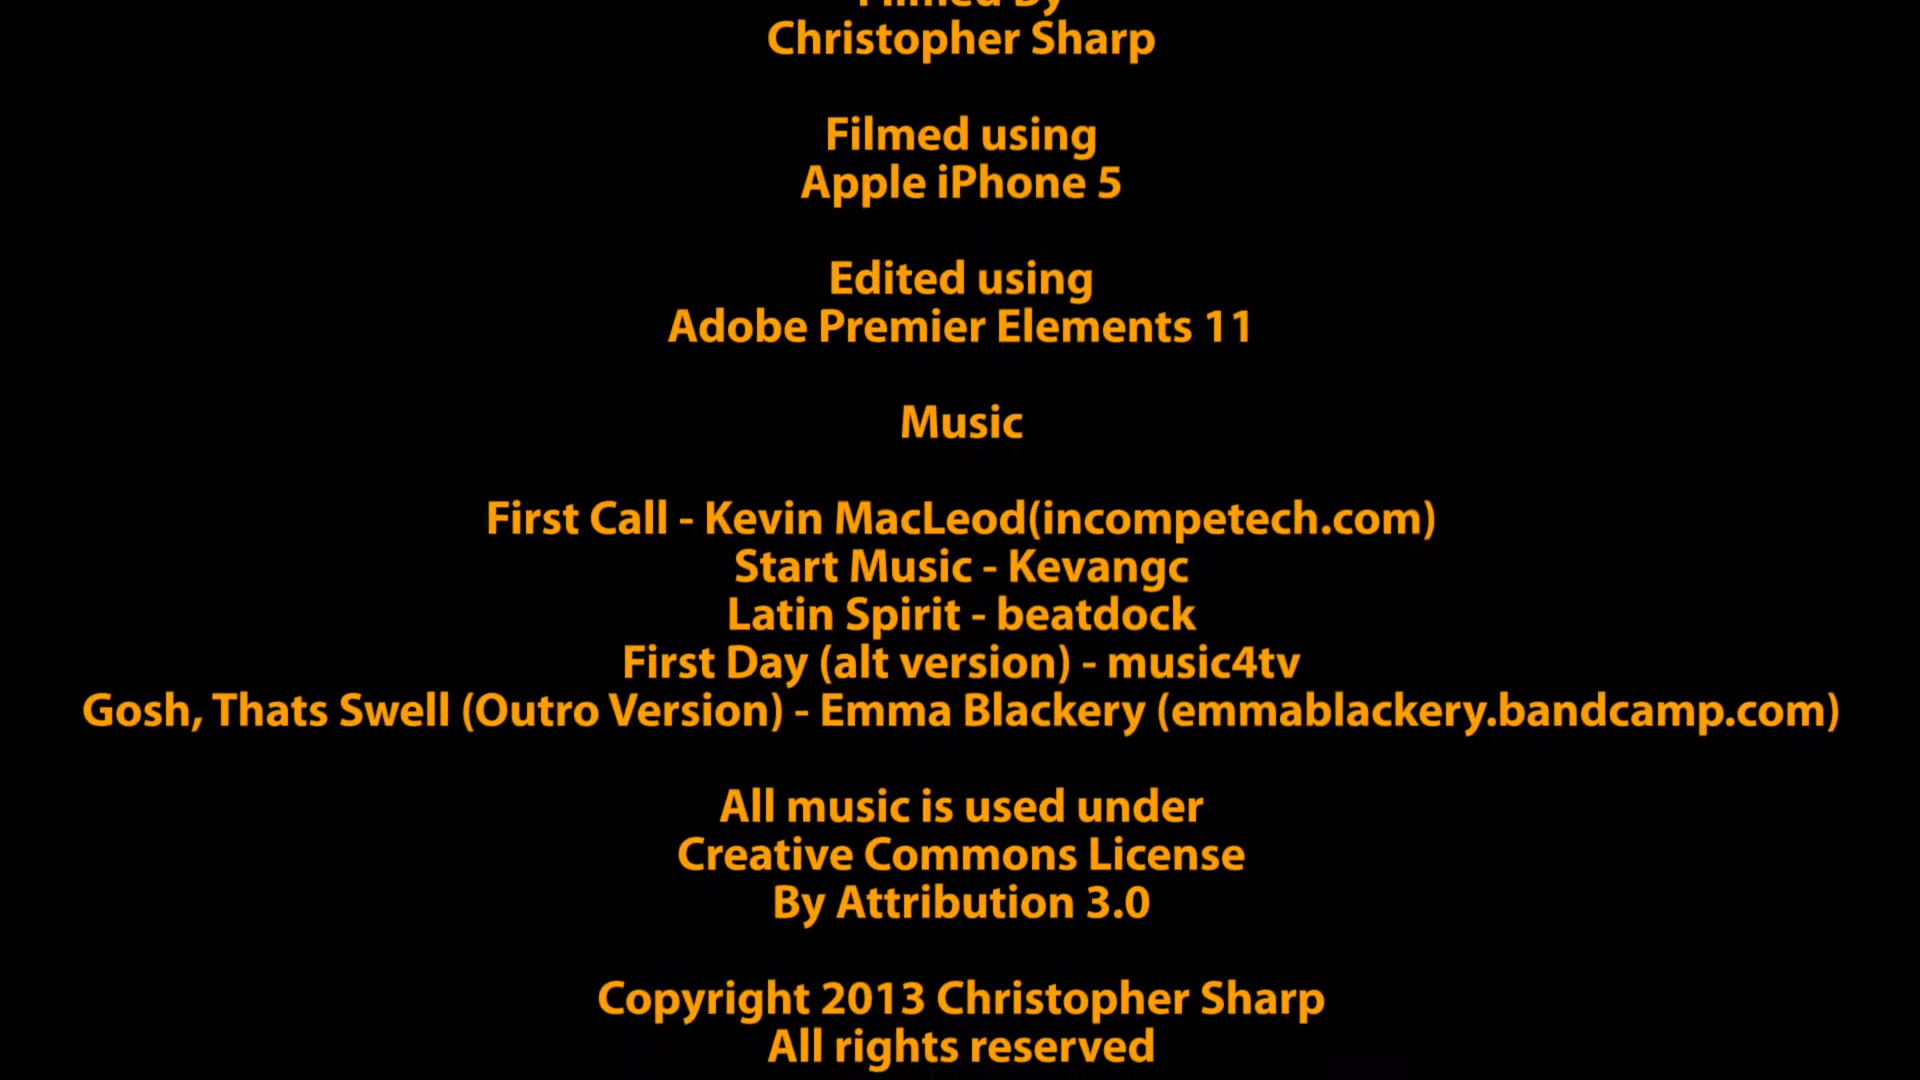 Filmed By
Christopher Sharp
Filmed using
Apple iPhone 5
Edited using
Adobe Premier Elements 11
Music
First Call - Kevin MacLeod(incompetech.com)
Start Music - Kevangc
Latin Spirit - beatdock
First Day (alt version) - music4tv
Gosh, Thats Swell (Outro Version) - Emma Blackery (emmablackery.bandcamp.com)
All music is used under
Creative Commons License
By Attribution 3.0
Copyright 2013 Christopher Sharp
All rights reserved